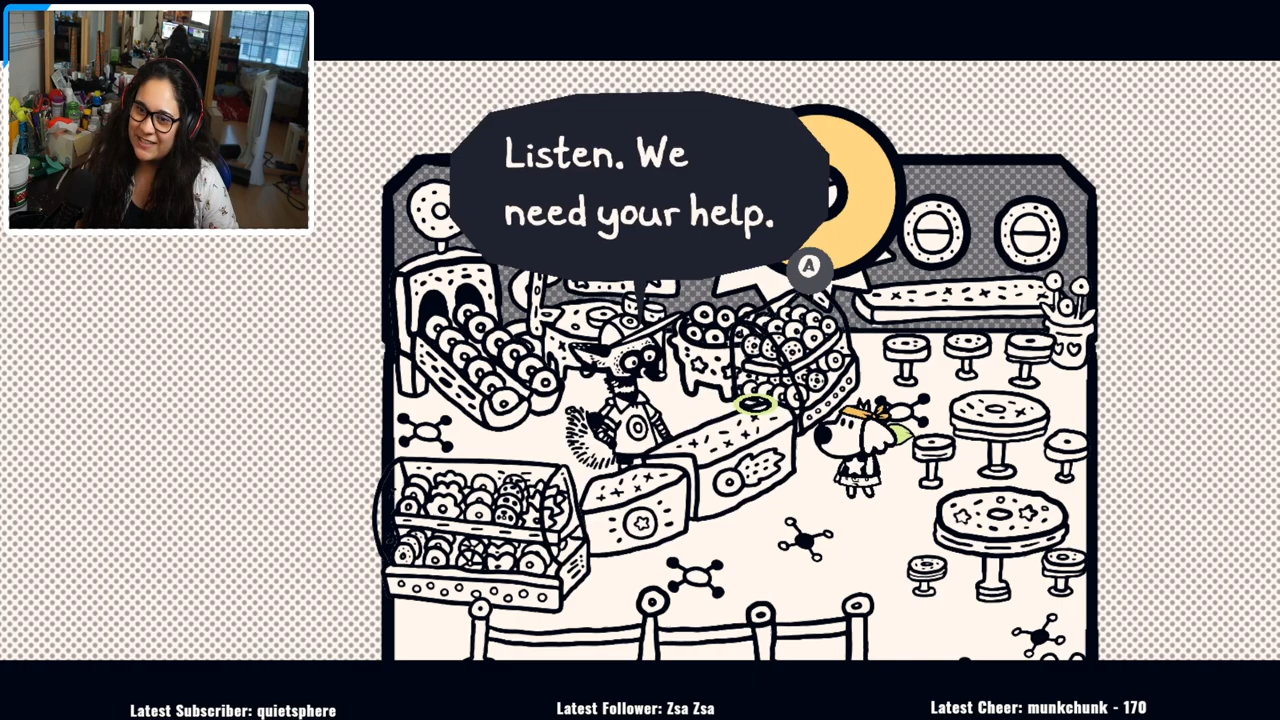 Listen. We
need your help.
A
Latest Subscriber: quietsphere
Latest Follower: Zsa Zsa
Latest Cheer: munkchunk - 170